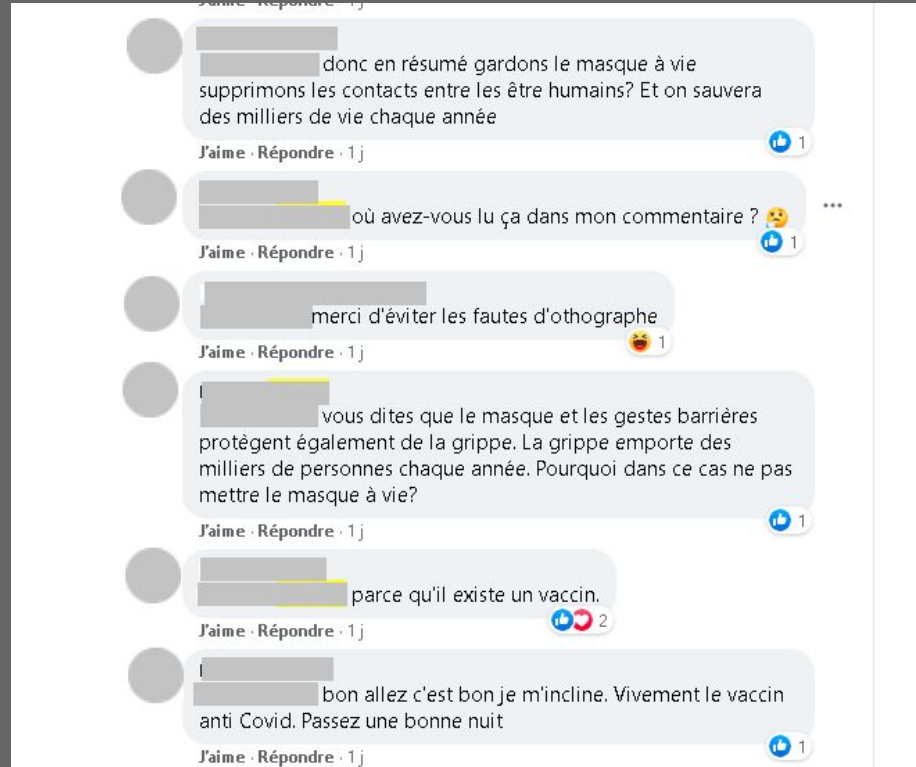 J'aime Répondre 1 j
donc en résumé gardons le masque à vie
supprimons les contacts entre les être humains? Et on sauvera
des milliers de vie chaque année
1
J'aime · Répondre · 1 j
où avez-vous lu ça dans mon commentaire ?
1
J'aime · Répondre · 1 j
merci d'éviter les fautes d'othographe
1
J'aime · Répondre · 1 j
vous dites que le masque et les gestes barrières
protègent également de la grippe. La grippe emporte des
milliers de personnes chaque année. Pourquoi dans ce cas ne pas
mettre le masque à vie?
1
J'aime · Répondre · 1 j
parce qu'il existe un vaccin.
2
J'aime · Répondre · 1 j
bon allez c'est bon je m'incline. Vivement le vaccin
anti Covid. Passez une bonne nuit
1
J'aime · Répondre · 1 j